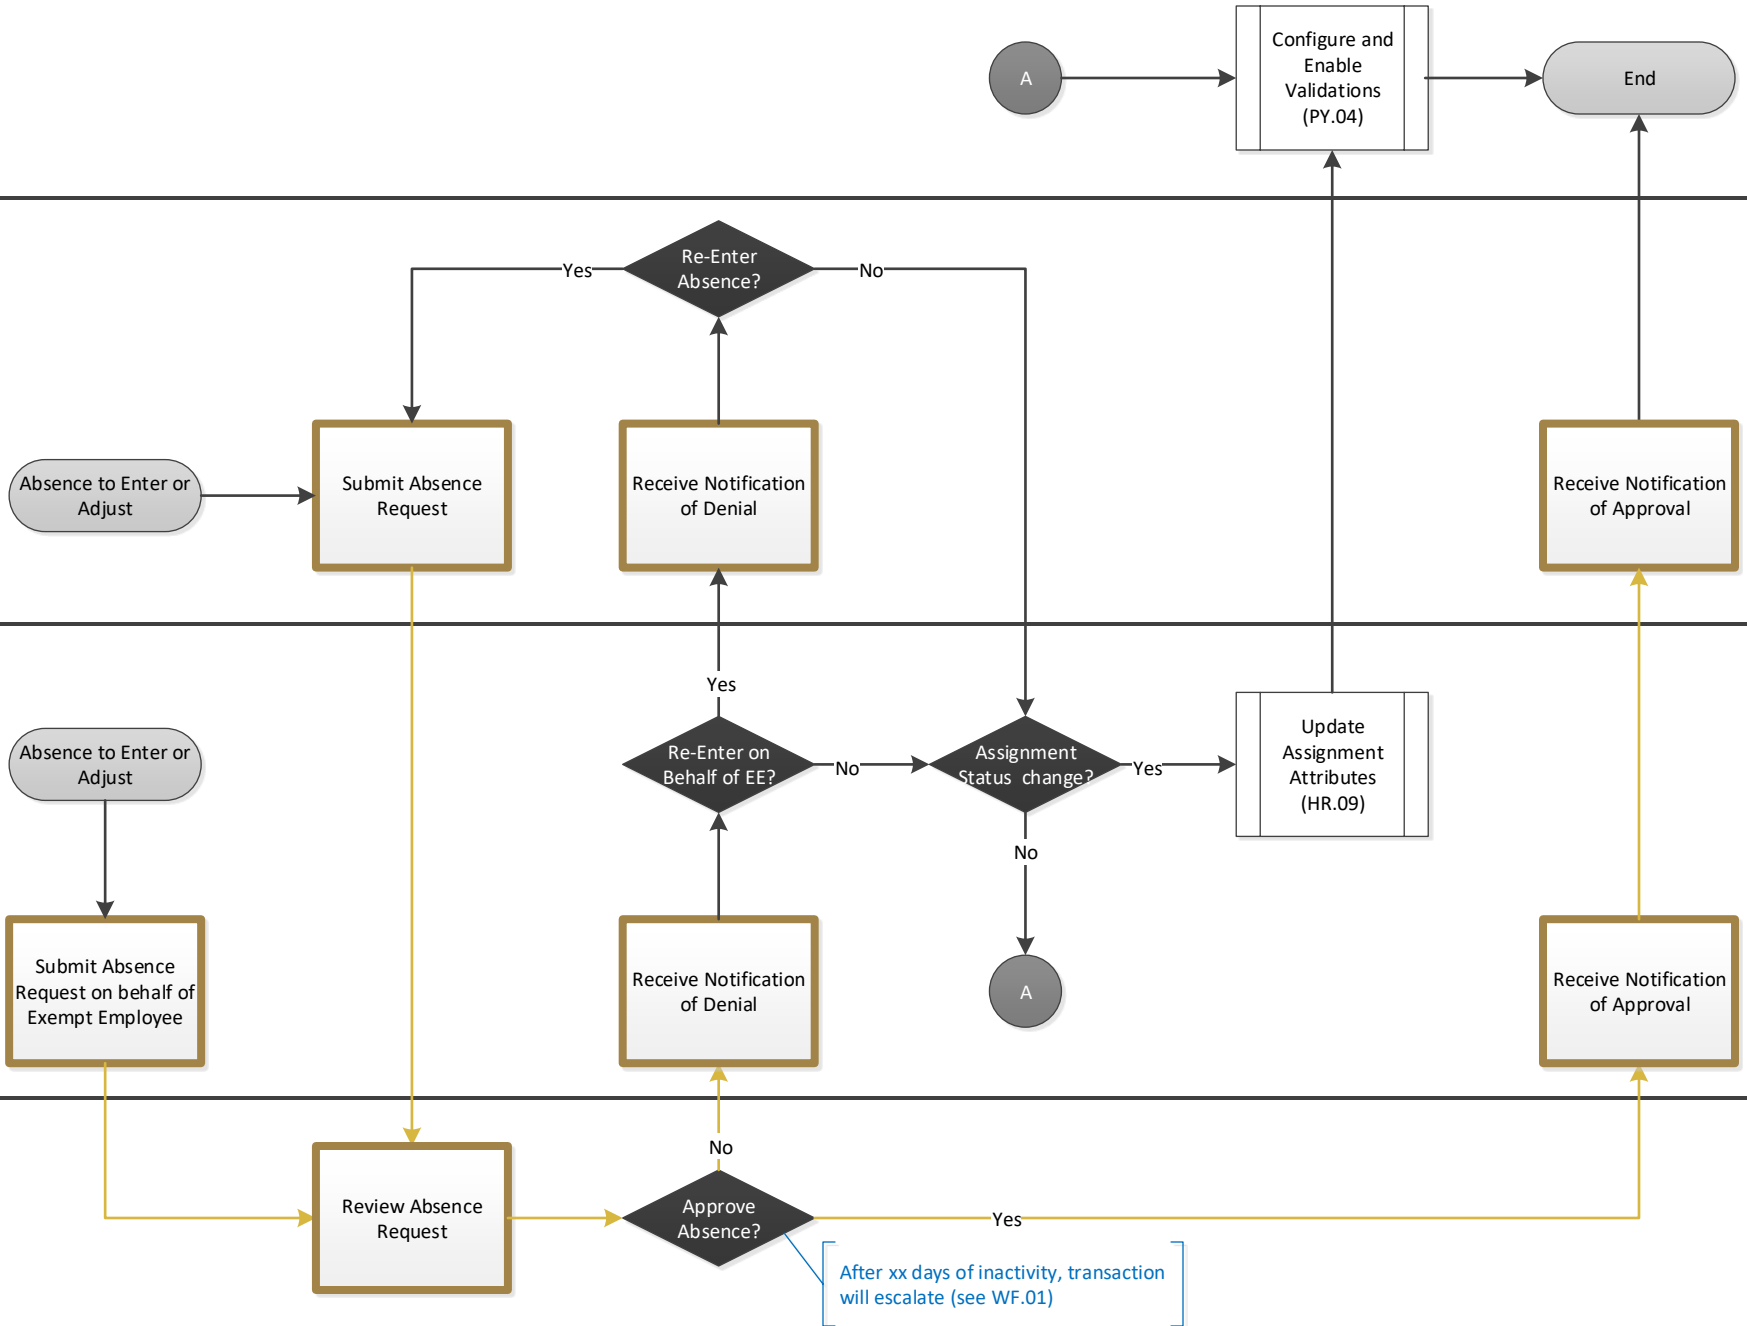 A
Configure and
Enable
Validations
(PY.04)
End
Re-Enter
Absence?
Yes
No
Absence to Enter or
Adjust
Submit Absence
Request
Receive Notification
of Denial
Receive Notification
of Approval
Yes
Absence to Enter or
Adjust
Re-Enter on
Behalf of EE?
No
Assignment
Status change?
Yes
Update
Assignment
Attributes
(HR.09)
No
Submit Absence
Request on behalf of
Exempt Employee
Receive Notification
of Denial
A
Receive Notification
of Approval
No
Review Absence
Request
Approve
Absence?
Yes
After xx days of inactivity, transaction
will escalate (see WF.01)